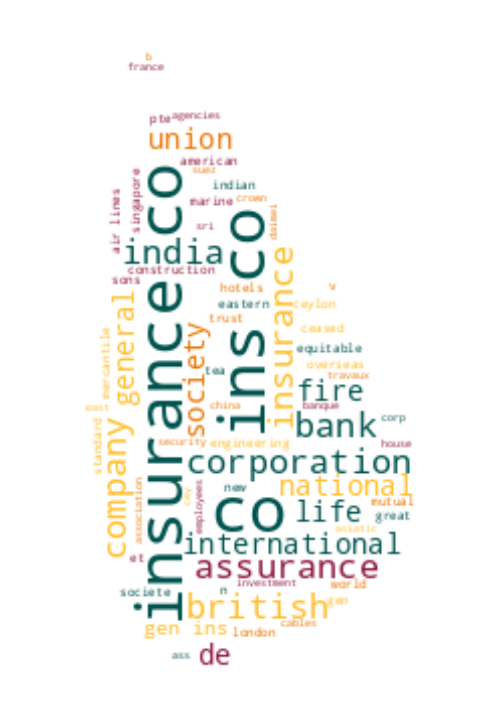 b
france
pte agencies
union
american
suez
indian
marine crown
singapore
air lines
sri
daimei
insurance co
ins co
india
construction
sons
hotels
v
eastern ceylon
trust
insurance
general
society
ceased
mercantile
equitable
overseas
tea
travaux
fire
east
china
banque
bank
corp
standard
company
security engineering
house
corporation
association
cey
employees
new
national
co
life
mutual
great
asiatic
international
et
assurance
investment
world
societe
n
british
gen
gen ins
london
cables
ass
de